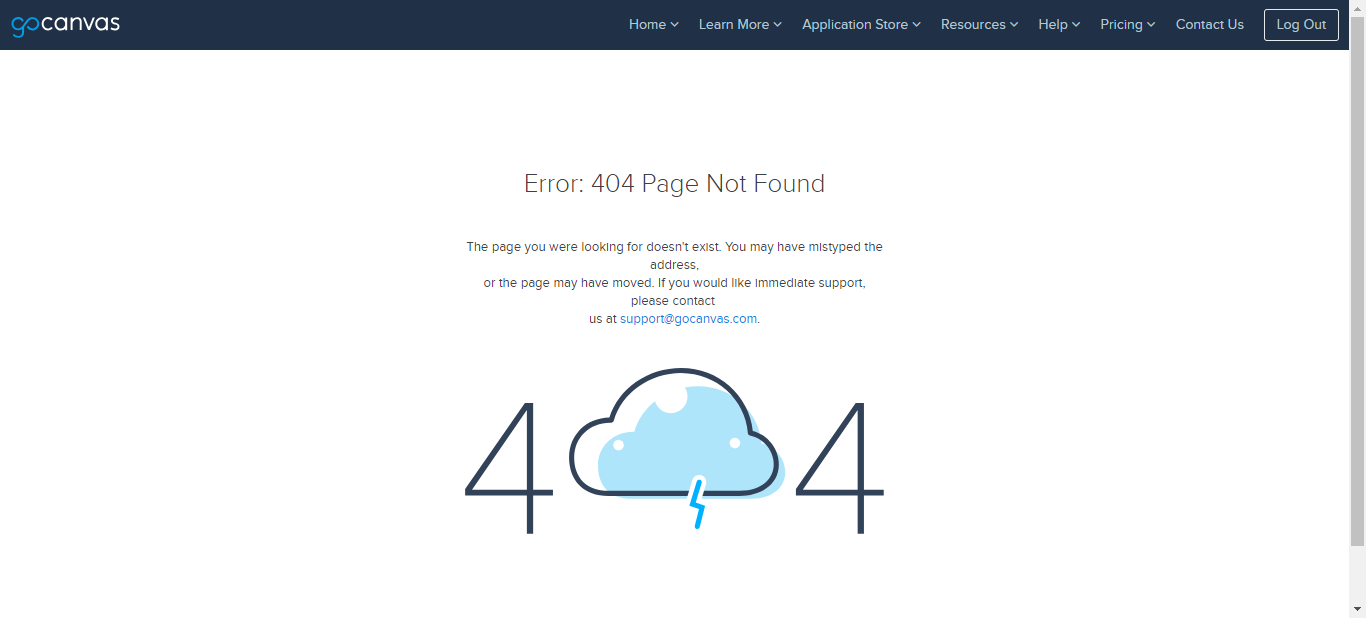 gocanvas
Home Learn More Application Store Resources Help Pricing Contact Us Log Out
Error: 404 Page Not Found
The page you were looking for doesn't exist. You may have mistyped the
address,
or the page may have moved. If you would like immediate support,
please contact
us at support@gocanvas.com.
4 4